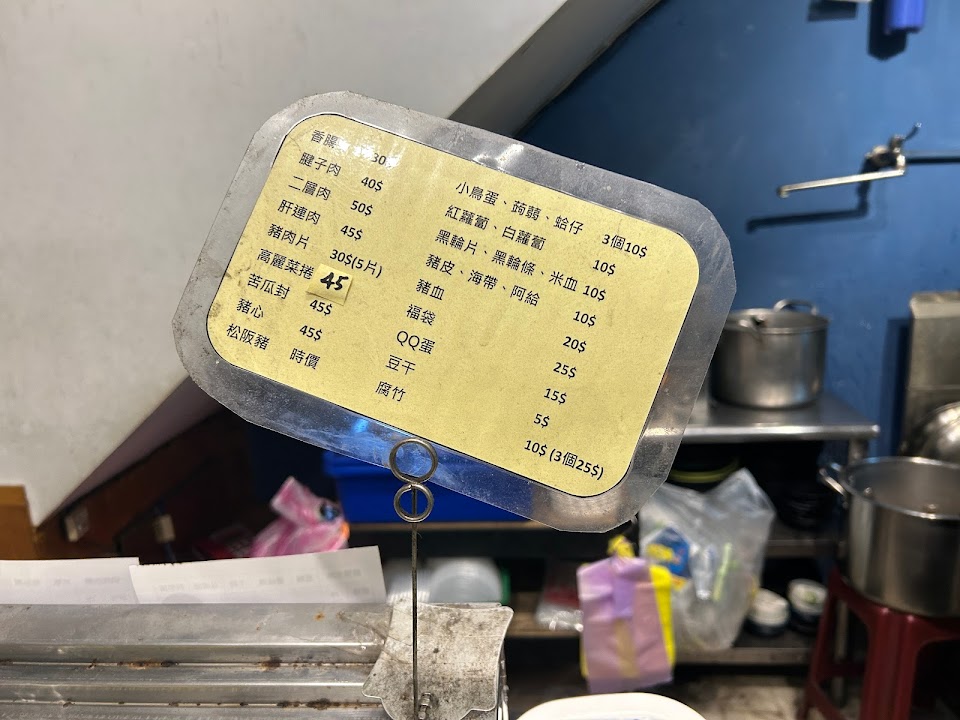 香腸 30
腱子肉 40$
二層肉 50$
肝連肉 45$
豬肉片 30$(5片)
高麗菜捲 45
苦瓜封 45$
豬心 45$
松阪豬 時價
小鳥蛋、蒟蒻、蛤仔 3個10$
紅蘿蔔、白蘿蔔 10$
黑輪片、黑輪條、米血 10$
豬皮、海帶、阿給 10$
豬血 20$
福袋 25$
QQ蛋 15$
豆干 5$
腐竹 10$ (3個25$)